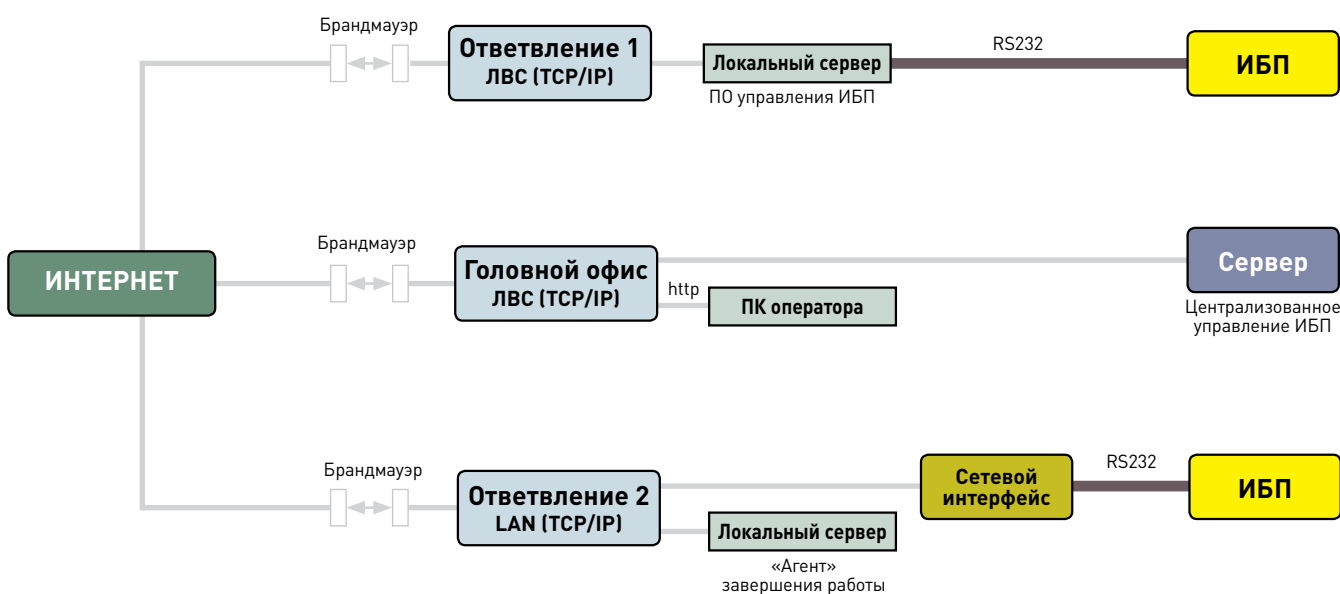 Брандмауэр
Ответвление 1
ЛВС (TCP/IP)
Локальный сервер
ПО управления ИБП
RS232
ИБП
ИНТЕРНЕТ
Брандмауэр
Головной офис
ЛВС (TCP/IP)
http
ПК оператора
Сервер
Централизованное
управление ИБП
Брандмауэр
Ответвление 2
LAN (TCP/IP)
Локальный сервер
«Агент»
завершения работы
Сетевой
интерфейс
RS232
ИБП